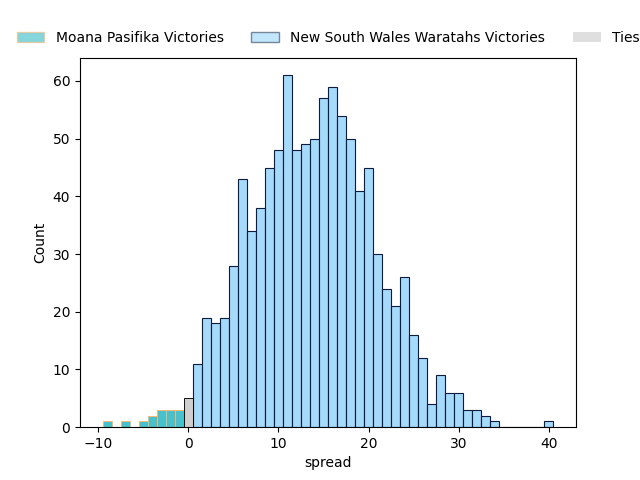 Moana Pasifika Victories New South Wales Waratahs Victories Ties
60
50
40
30
20
10
0
Count
−10 0 10 20 30 40
spread